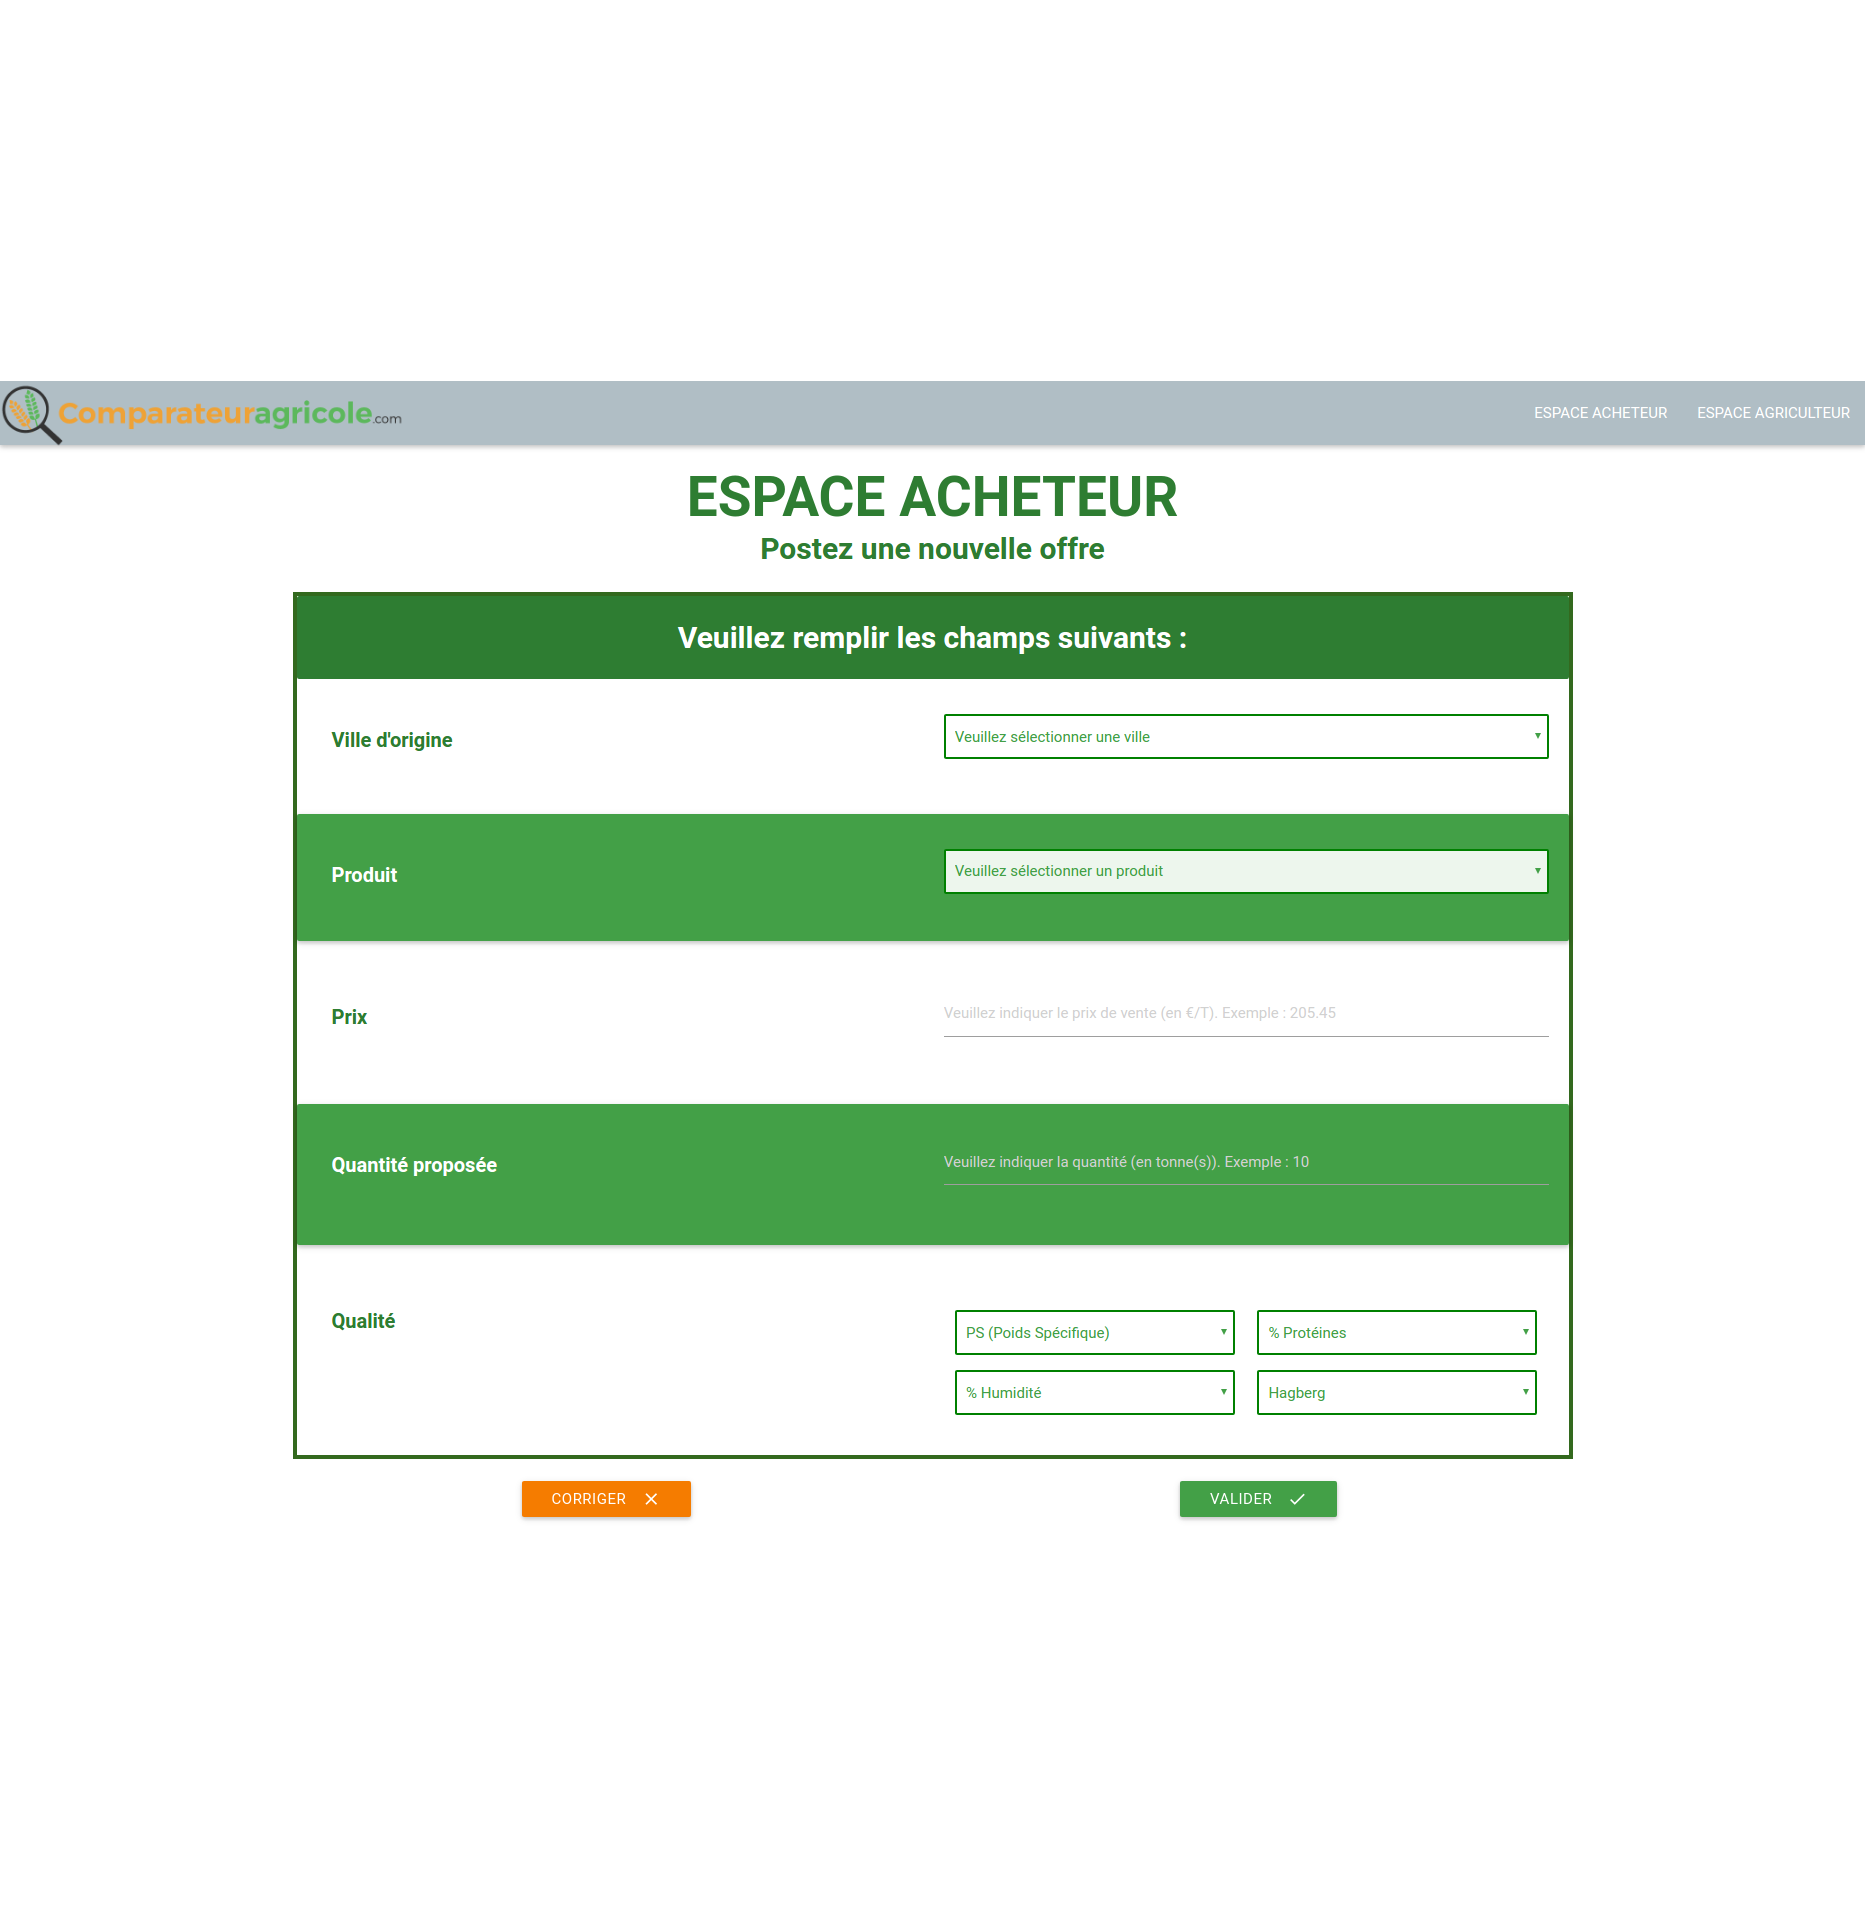 Comparateuragricole.com
ESPACE ACHETEUR ESPACE AGRICULTEUR
ESPACE ACHETEUR
Postez une nouvelle offre
Veuillez remplir les champs suivants :
Ville d'origine
Veuillez sélectionner une ville
Produit
Veuillez sélectionner un produit
Prix
Veuillez indiquer le prix de vente (en €/T). Exemple : 205.45
Quantité proposée
Veuillez indiquer la quantité (en tonne(s)). Exemple : 10
Qualité
PS (Poids Spécifique) % Protéines
% Humidité Hagberg
CORRIGER VALIDER